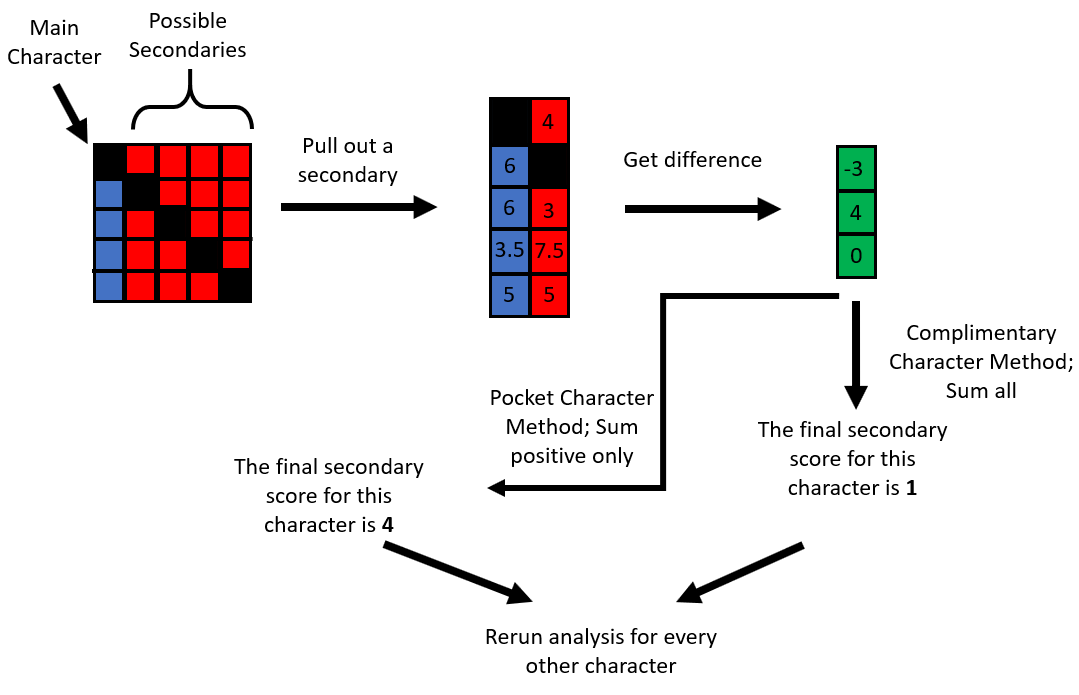 Main
Character
Possible
Secondaries
Pull out a
secondary
4
6
6
3
3.5
7.5
5
5
Get difference
-3
4
0
Complimentary
Character Method;
Sum all
Pocket Character
Method; Sum
positive only
The final secondary
score for this
character is 1
The final secondary
score for this
character is 4
Rerun analysis for every
other character